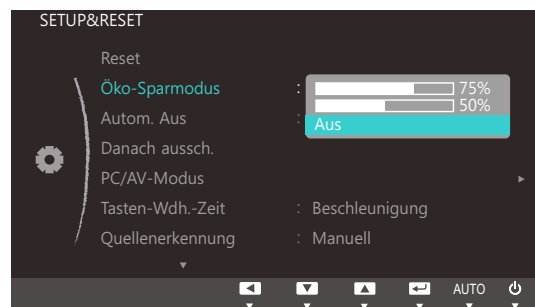 SETUP&RESET
Reset
Öko-Sparmodus : 75%
50%
Autom. Aus : Aus
Danach aussch.
PC/AV-Modus
Tasten-Wdh.-Zeit : Beschleunigung
Quellenerkennung : Manuell
AUTO